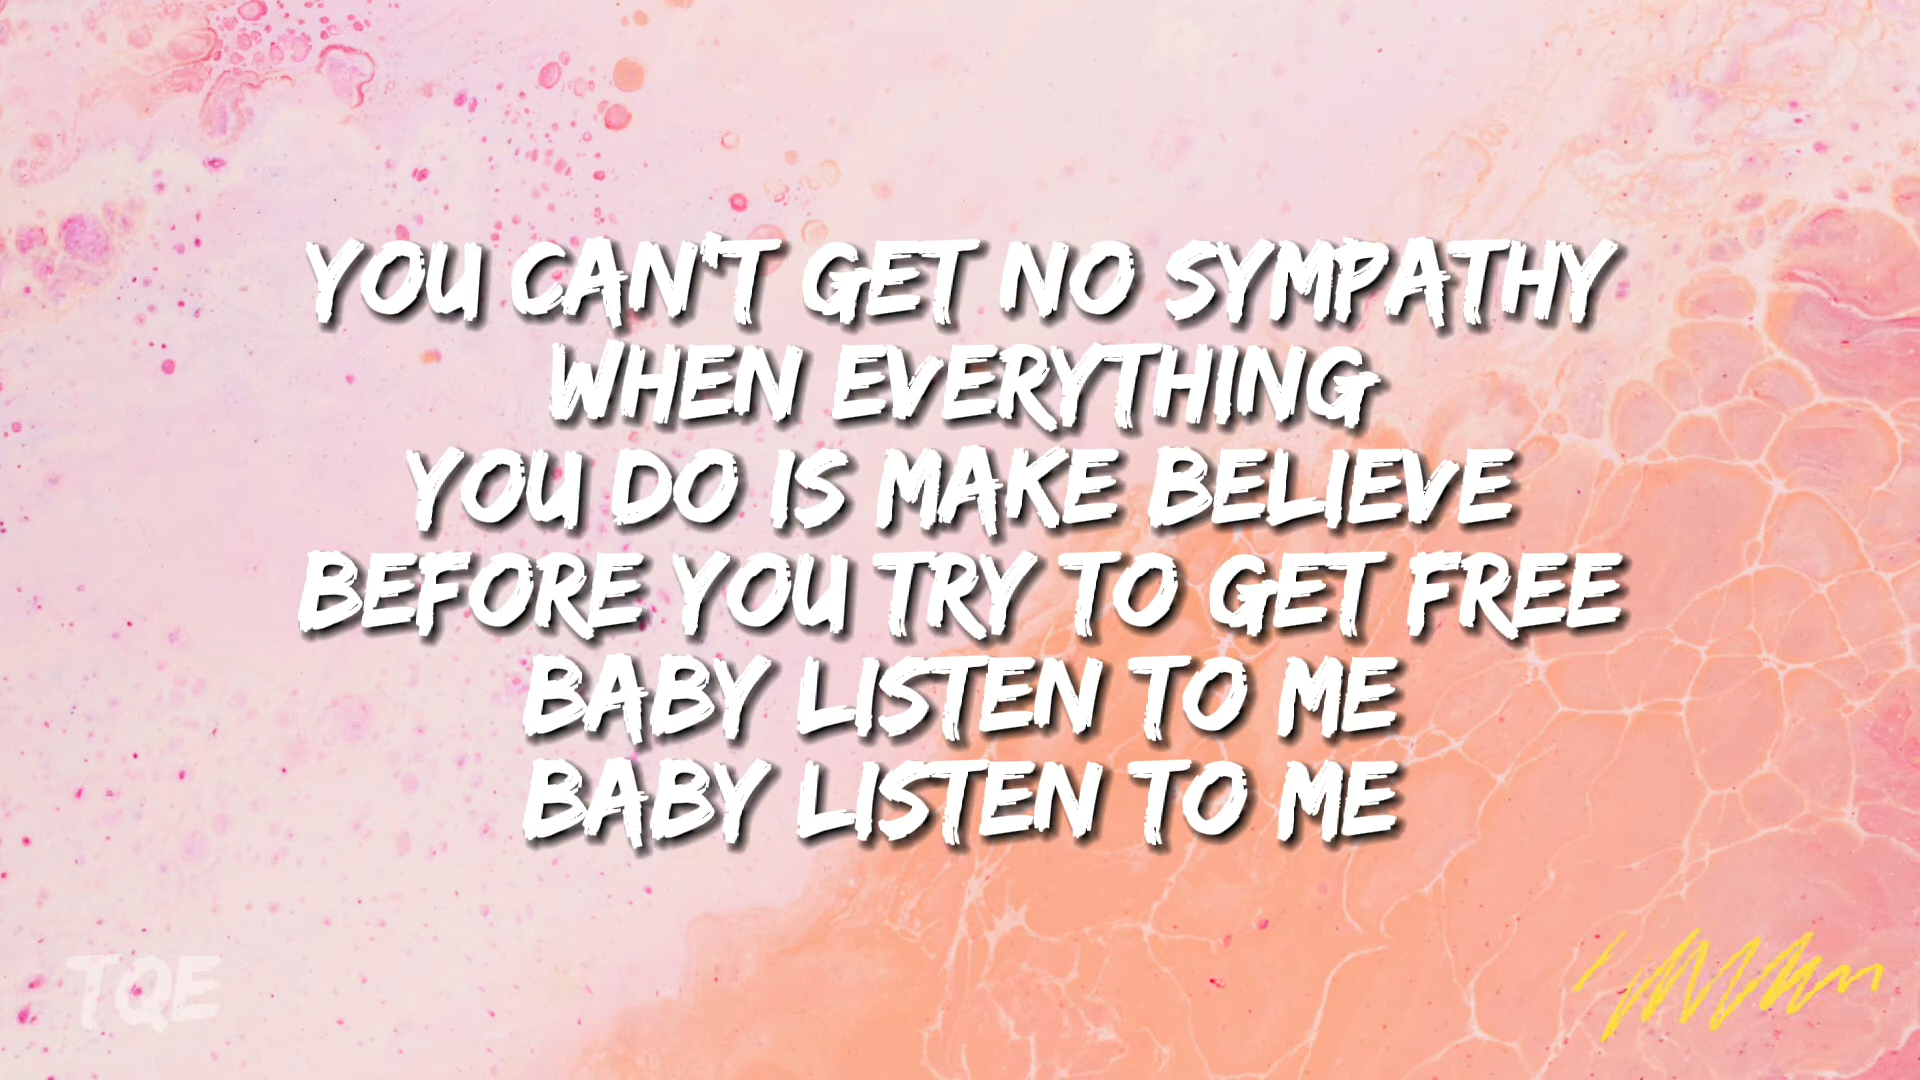 YOU CAN'T GET NO SYMPATHY
WHEN EVERYTHING
YOU DO IS MAKE BELIEVE
BEFORE YOU TRY TO GET FREE
BABY LISTEN TO ME
BABY LISTEN TO ME
TQE